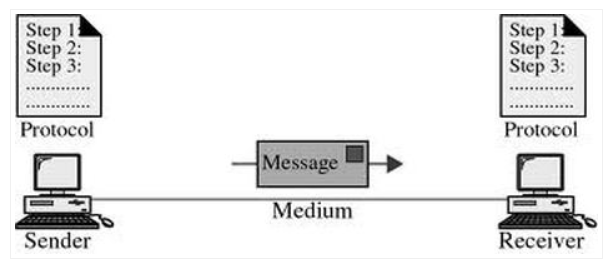 Step 1:
Step 2:
Step 3:
............
............
Protocol
Step 1:
Step 2:
Step 3:
............
............
Protocol
Message
Medium
Sender
Receiver